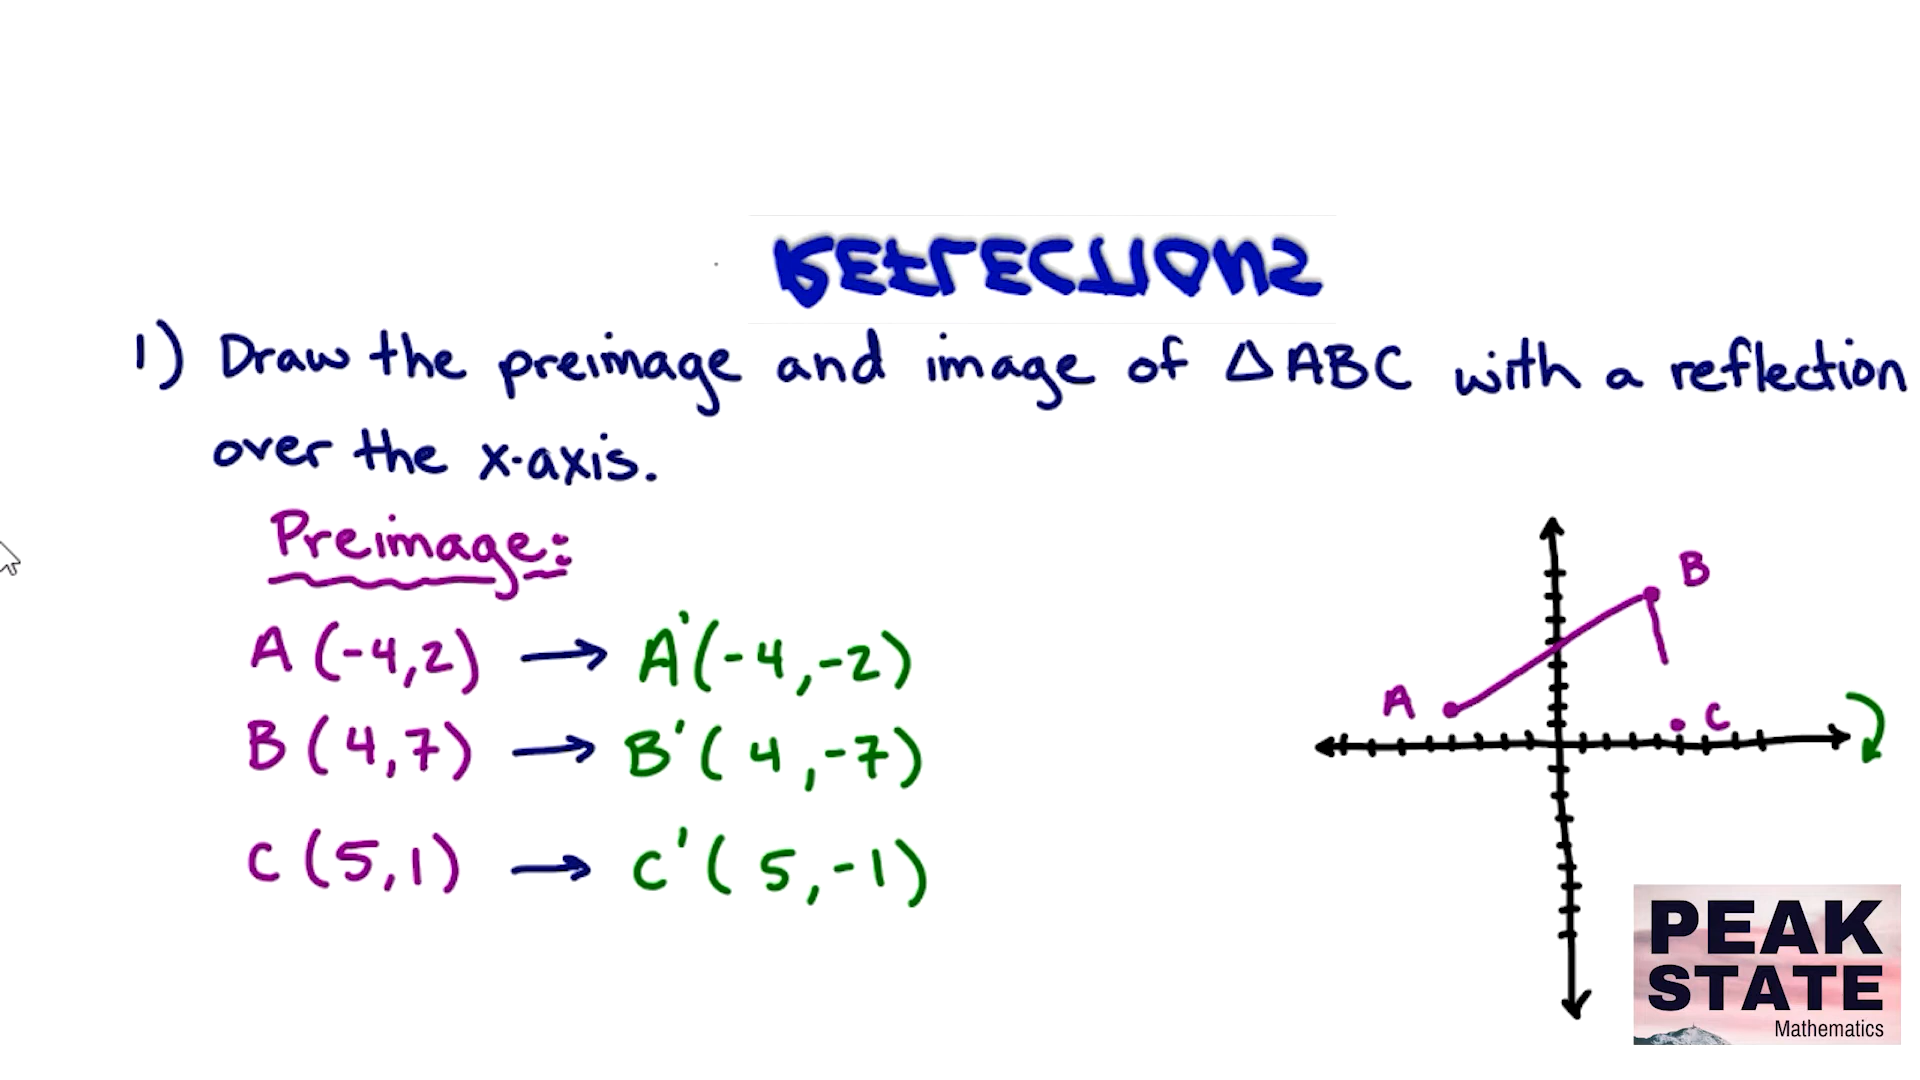 REFLECTIONS
1) Draw the preimage and image of △ABC with a reflection
over the x-axis.
Preimage:
A (-4,2) → A'(-4,-2)
B (4,7) → B'(4,-7)
C (5,1) → C'(5,-1)
B
A
C
PEAK
STATE
Mathematics